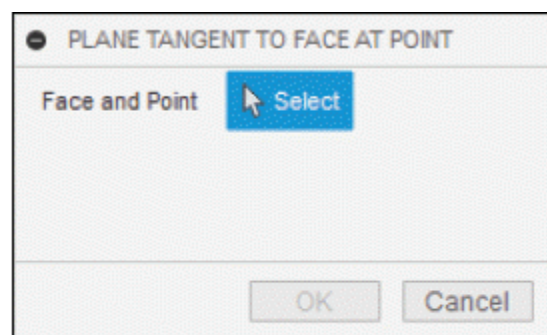 PLANE TANGENT TO FACE AT POINT
Face and Point Select
OK Cancel